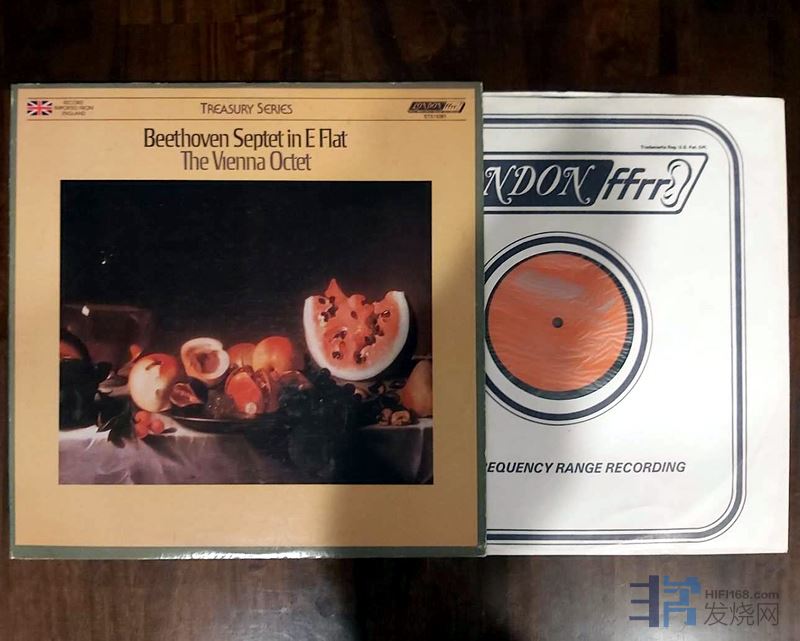 RECORD
IMPORTED FROM
ENGLAND
TREASURY SERIES
LONDON ffrr
Beethoven Septet in E Flat
The Vienna Octet
Trademarks Reg. U.S. Pat. Off.
NDON ffrr
EQUENCY RANGE RECORDING
HIFI168.com
发烧网